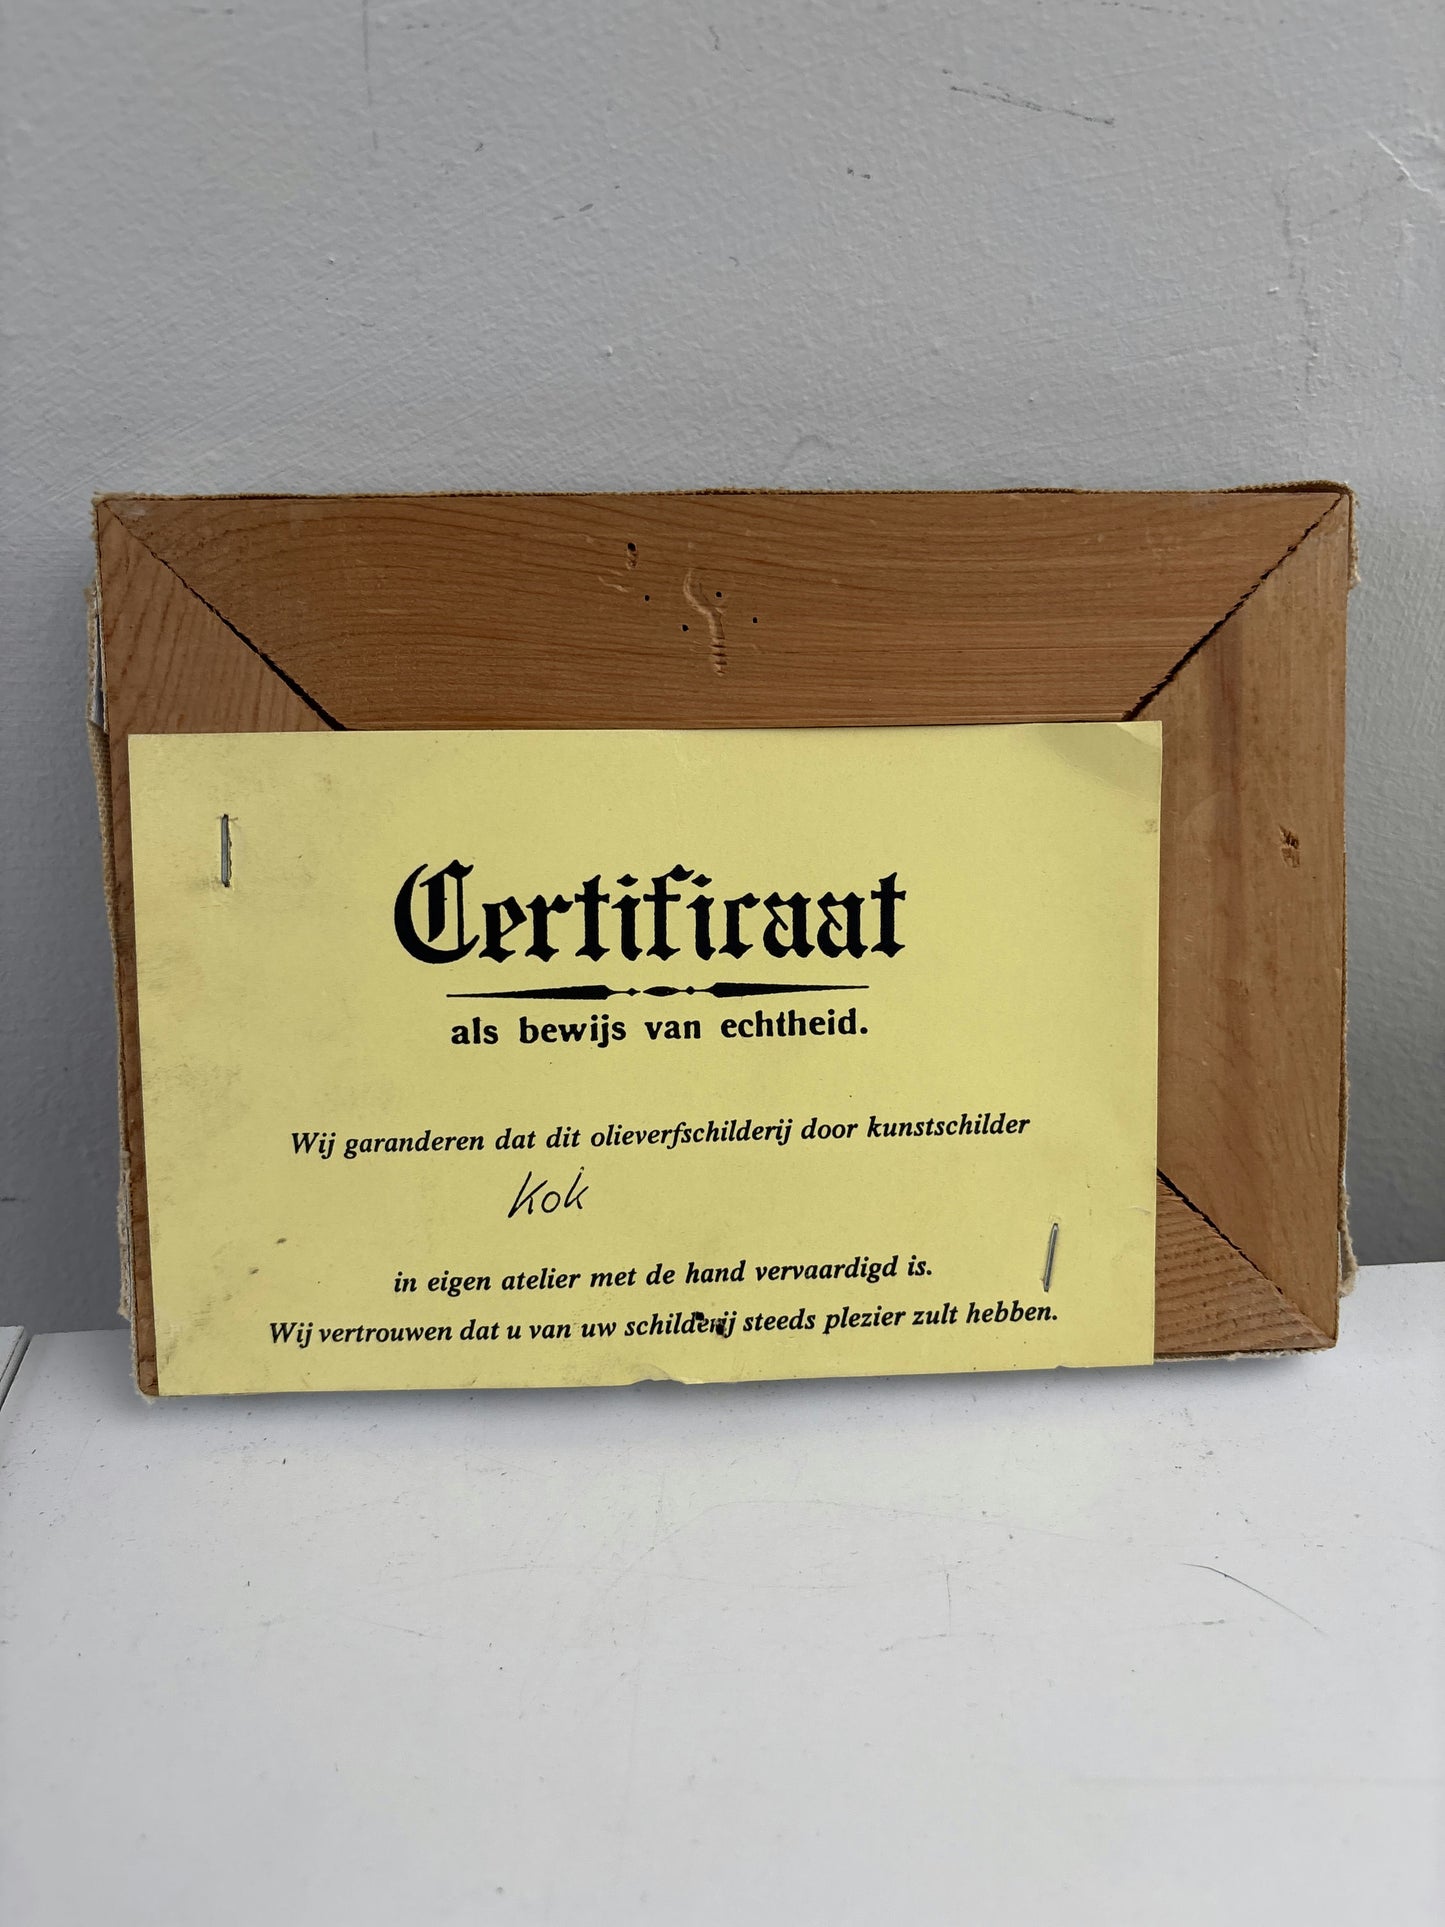 Certificaat
als bewijs van echtheid.
Wij garanderen dat dit olieverfschilderij door kunstschilder
Kok
in eigen atelier met de hand vervaardigd is.
Wij vertrouwen dat u van uw schilderij steeds plezier zult hebben.